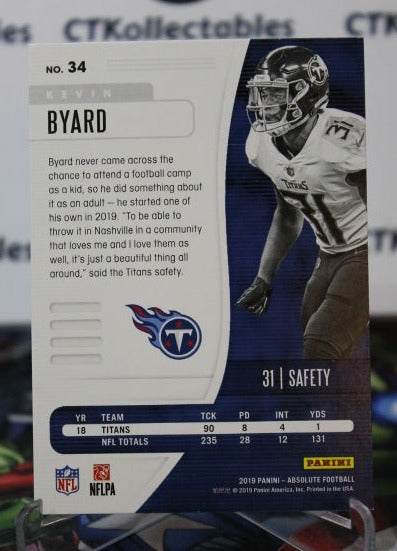 CTKollectables
CTKollectables
NO. 34
KEVIN
BYARD
Byard never came across the
chance to attend a football camp
as a kid, so he did something about
it as an adult — he started one of
his own in 2019. "To be able to
throw it in Nashville in a community
that loves me and I love them as
well, it's just a beautiful thing all
around," said the Titans safety.
TITANS
31
T
31 | SAFETY
YR TEAM TCK PD INT YDS
18 TITANS 90 8 4 1
NFL TOTALS 235 28 12 131
PANINI
NFL
NFLPA
2019 PANINI – ABSOLUTE FOOTBALL
© 2019 Panini America, Inc. Printed in the USA.